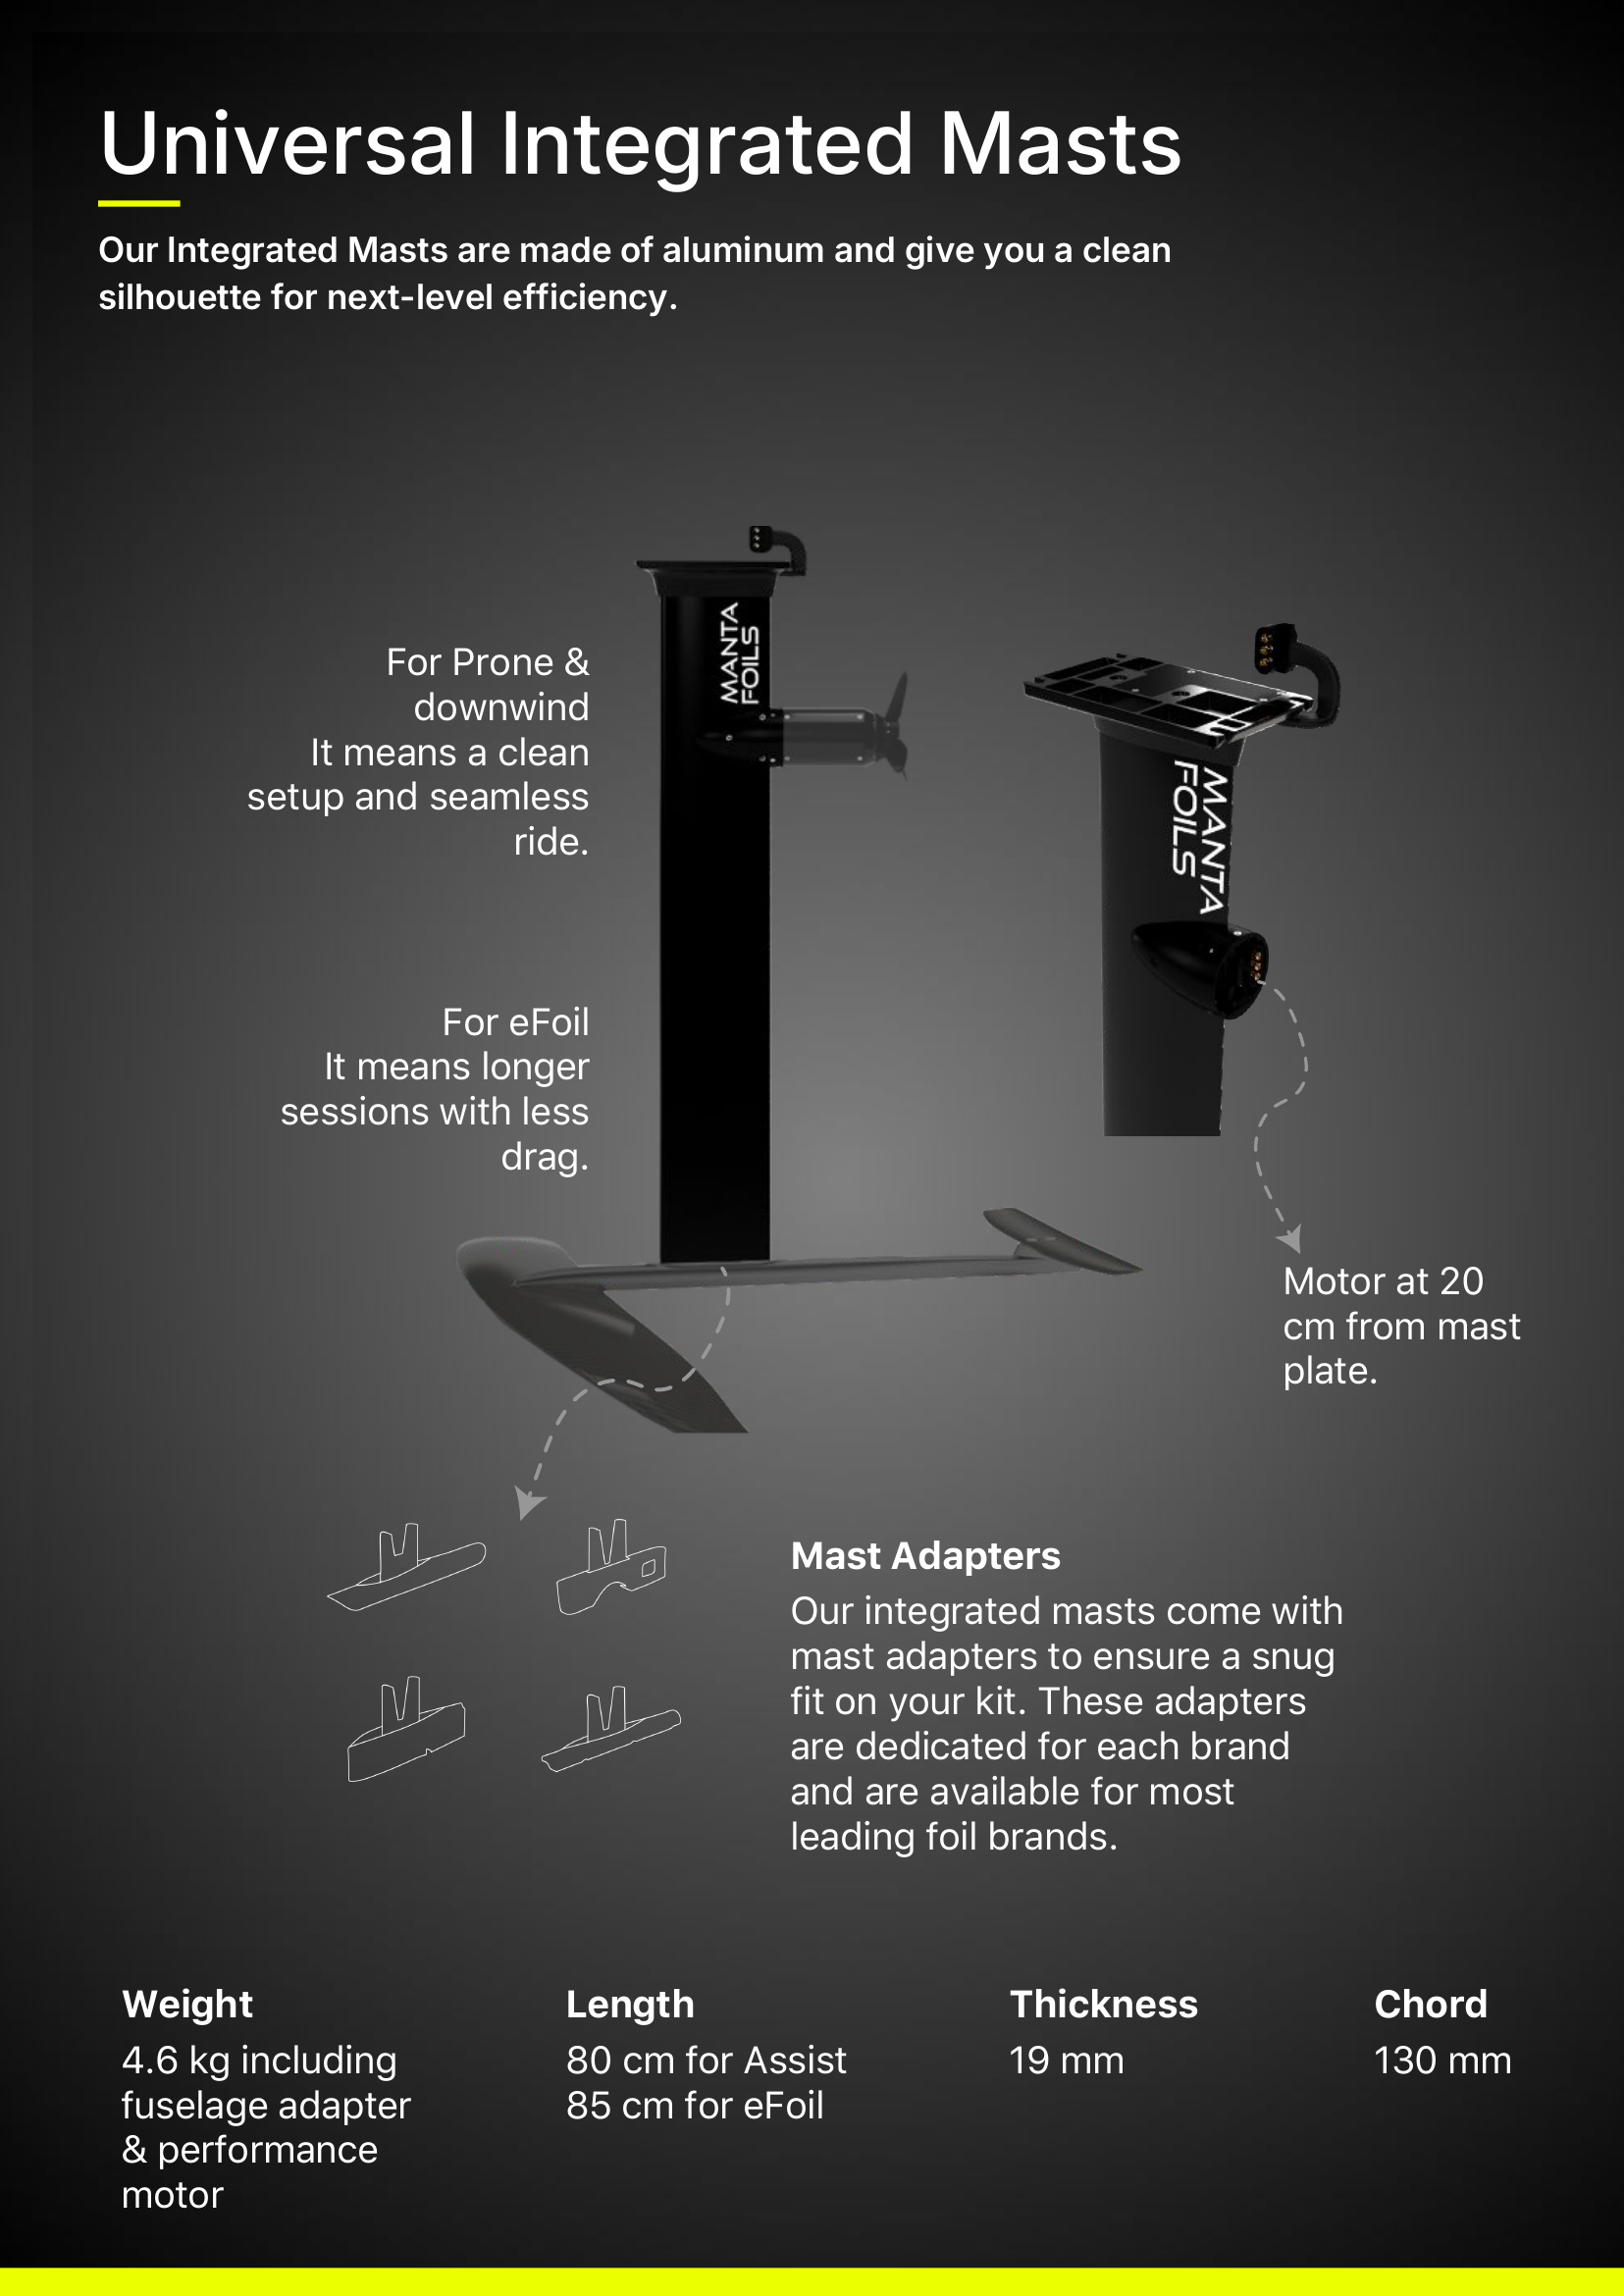 Universal Integrated Masts
Our Integrated Masts are made of aluminum and give you a clean
silhouette for next-level efficiency.
MANTA
FOILS
For Prone &
downwind
It means a clean
setup and seamless
ride.
MANTA
FOILS
For eFoil
It means longer
sessions with less
drag.
Motor at 20
cm from mast
plate.
Mast Adapters
Our integrated masts come with
mast adapters to ensure a snug
fit on your kit. These adapters
are dedicated for each brand
and are available for most
leading foil brands.
Weight
4.6 kg including
fuselage adapter
& performance
motor
Length
80 cm for Assist
85 cm for eFoil
Thickness
19 mm
Chord
130 mm